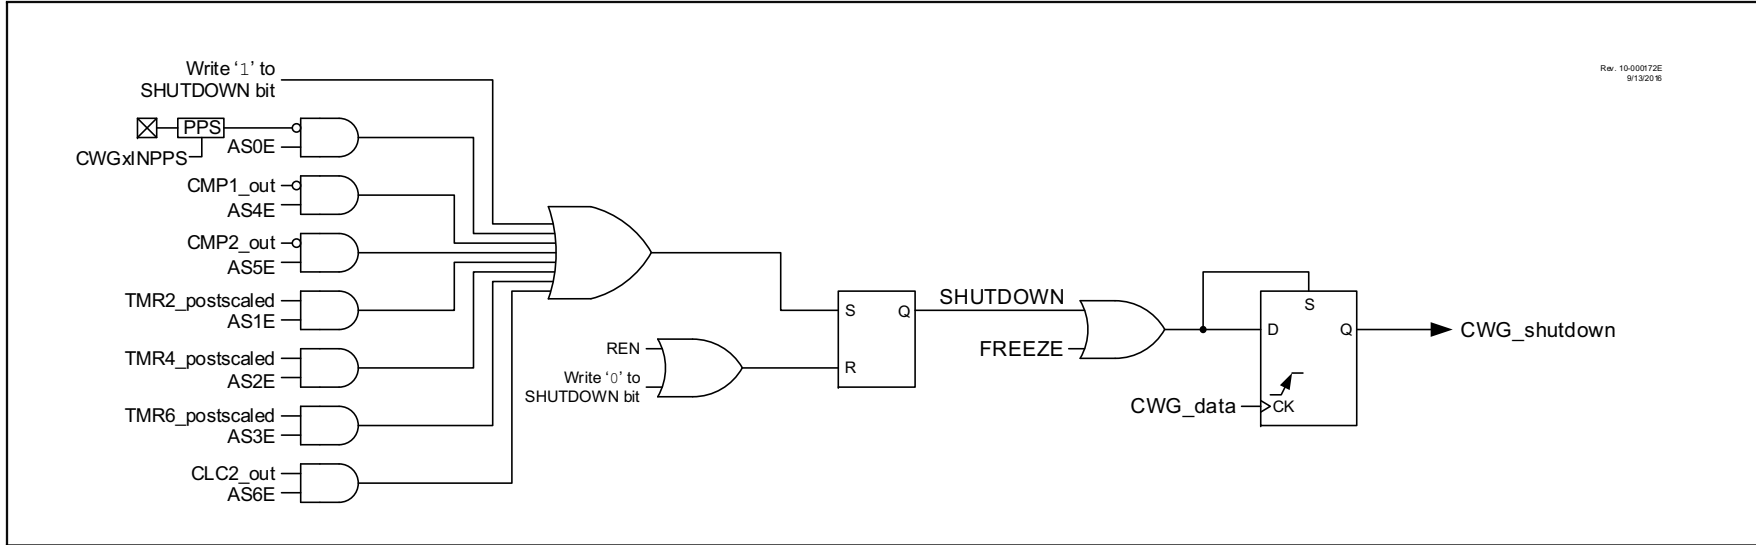 Write ‘1’ to
SHUTDOWN bit
Rev. 10-000172E
9/13/2016
PPS
AS0E
CWGxINPPS
CMP1_out
AS4E
CMP2_out
AS5E
TMR2_postscaled
AS1E
TMR4_postscaled
AS2E
TMR6_postscaled
AS3E
CLC2_out
AS6E
REN
Write ‘0’ to
SHUTDOWN bit
S
Q
R
SHUTDOWN
FREEZE
S
D
Q
CWG_data
CK
CWG_shutdown